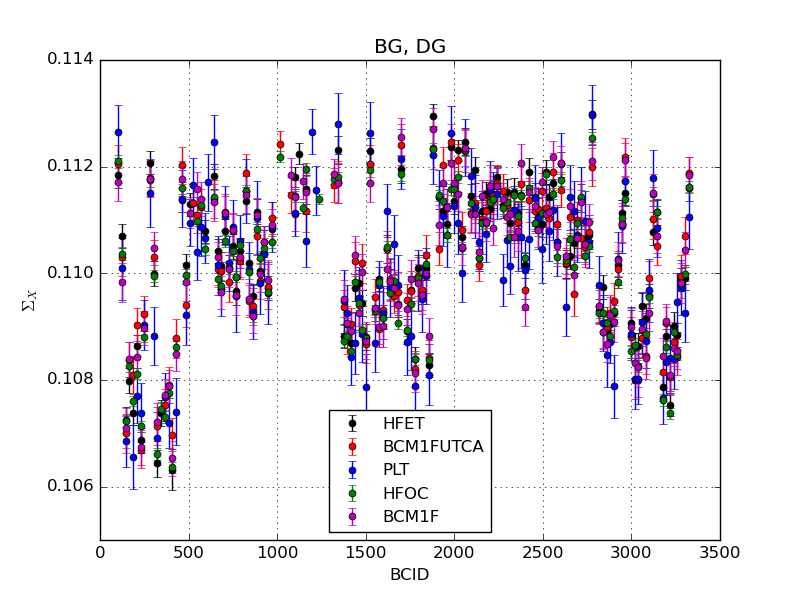 BG, DG
0.114
0.112
0.110
0.108
0.106
Σ_X
HFET
BCM1FUTCA
PLT
HFOC
BCM1F
0 500 1000 1500 2000 2500 3000 3500
BCID